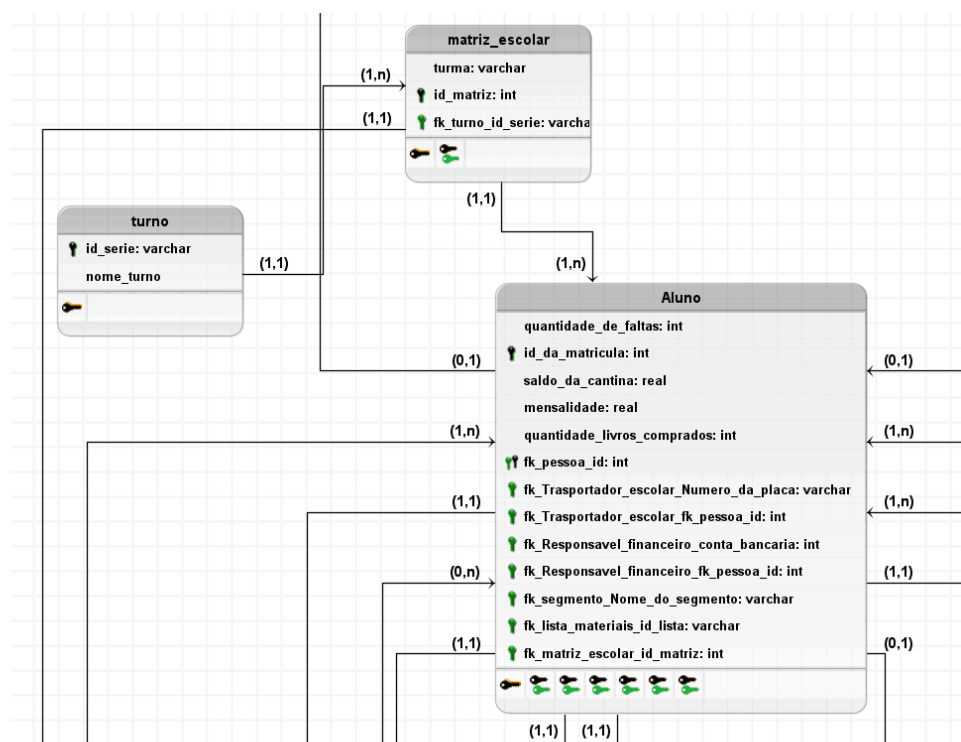 matriz_escolar
turma: varchar
(1,n)
id_matriz: int
(1,1)
fk_turno_id_serie: varcha
(1,1)
turno
id_serie: varchar
(1,1)
nome_turno
(1,n)
Aluno
quantidade_de_faltas: int
id_da_matricula: int
(0,1)
(0,1)
saldo_da_cantina: real
mensalidade: real
(1,n)
quantidade_livros_comprados: int
(1,n)
fk_pessoa_id: int
fk_Trasportador_escolar_Numero_da_placa: varchar
(1,1)
fk_Trasportador_escolar_fk_pessoa_id: int
(1,n)
fk_Responsavel_financeiro_conta_bancaria: int
(0,n)
fk_Responsavel_financeiro_fk_pessoa_id: int
(1,1)
fk_segmento_Nome_do_segmento: varchar
fk_lista_materiais_id_lista: varchar
(1,1)
fk_matriz_escolar_id_matriz: int
(0,1)
(1,1)
(1,1)